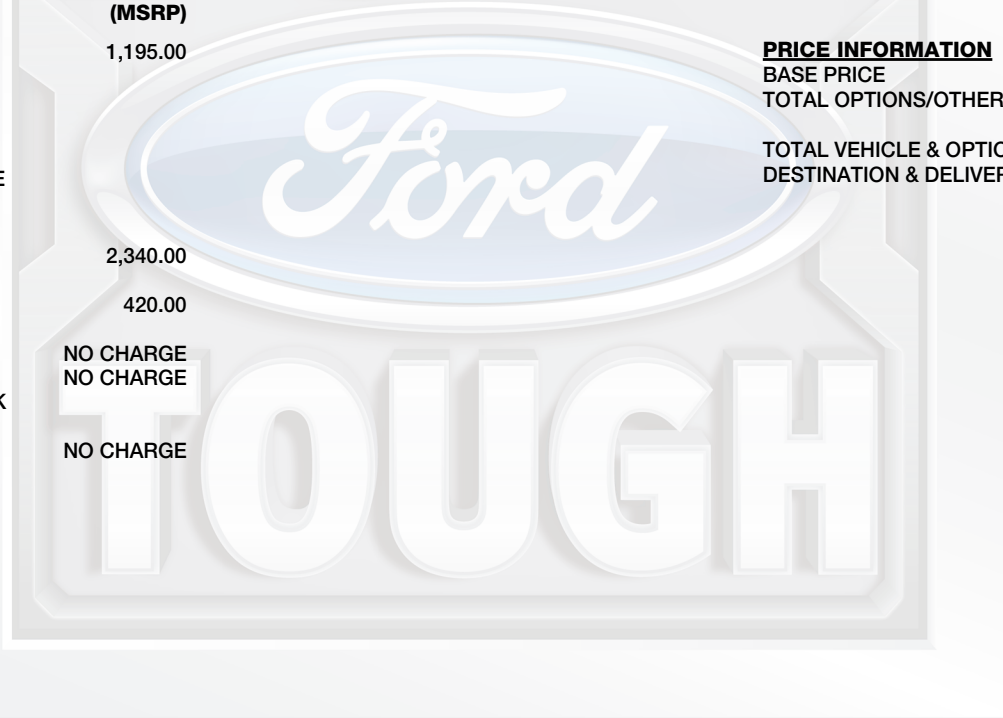 (MSRP)
1,195.00
E
2,340.00
420.00
NO CHARGE
NO CHARGE
K
NO CHARGE
PRICE INFORMATION
BASE PRICE
TOTAL OPTIONS/OTHER
TOTAL VEHICLE & OPTIO
DESTINATION & DELIVER
Ford
TOUGH